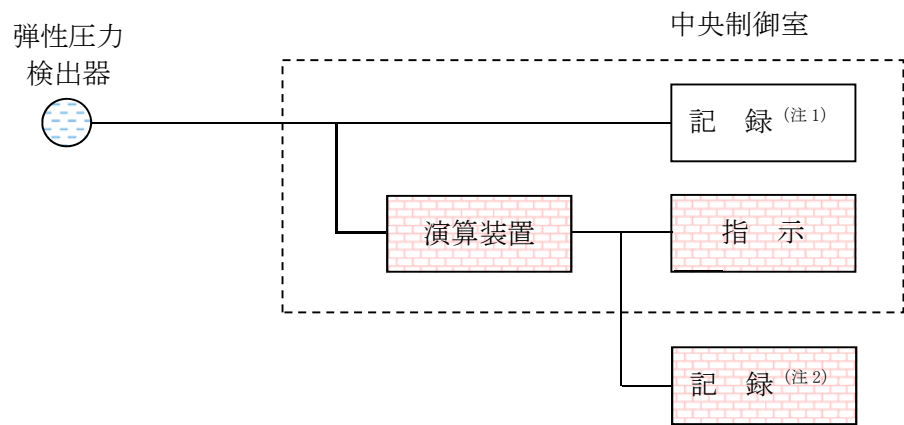 中央制御室
弾性圧力
検出器
記　録（注1）
演算装置
指　示
記　録（注2）